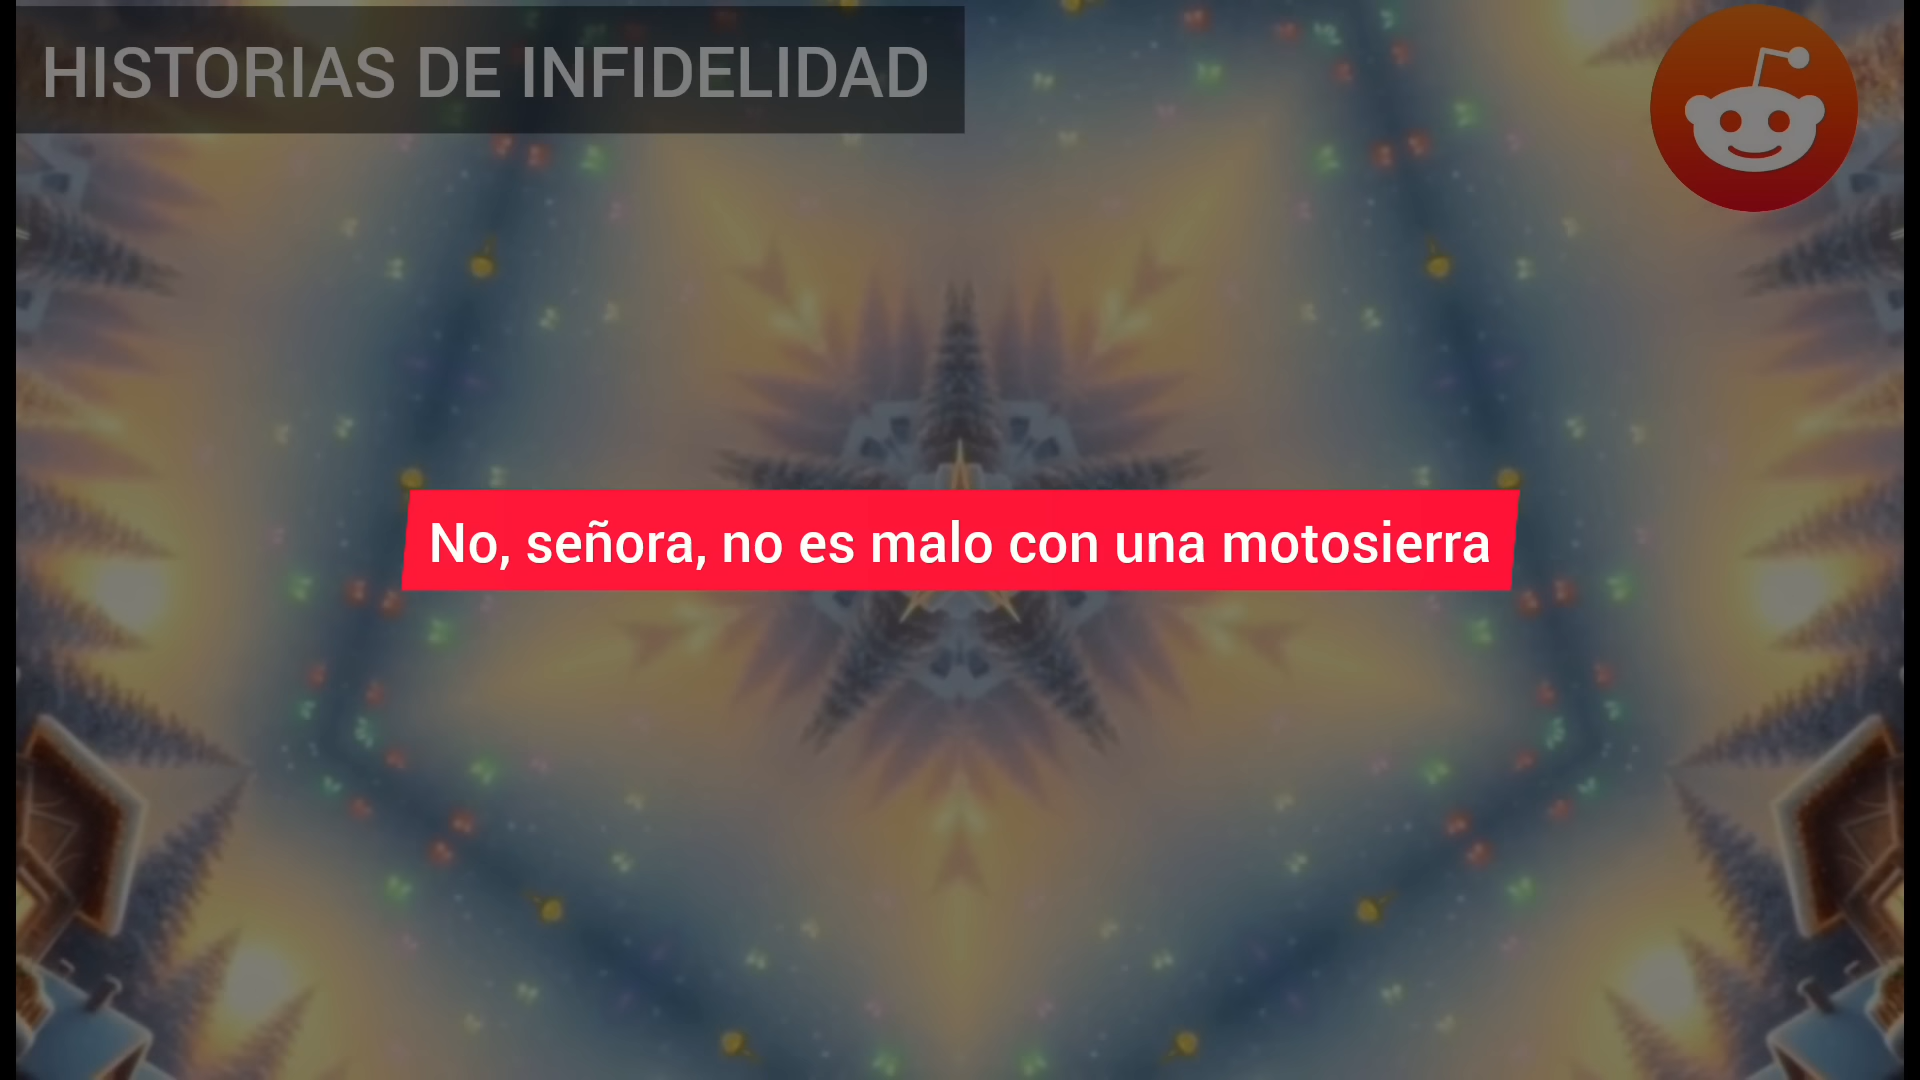 HISTORIAS DE INFIDELIDAD
No, señora, no es malo con una motosierra